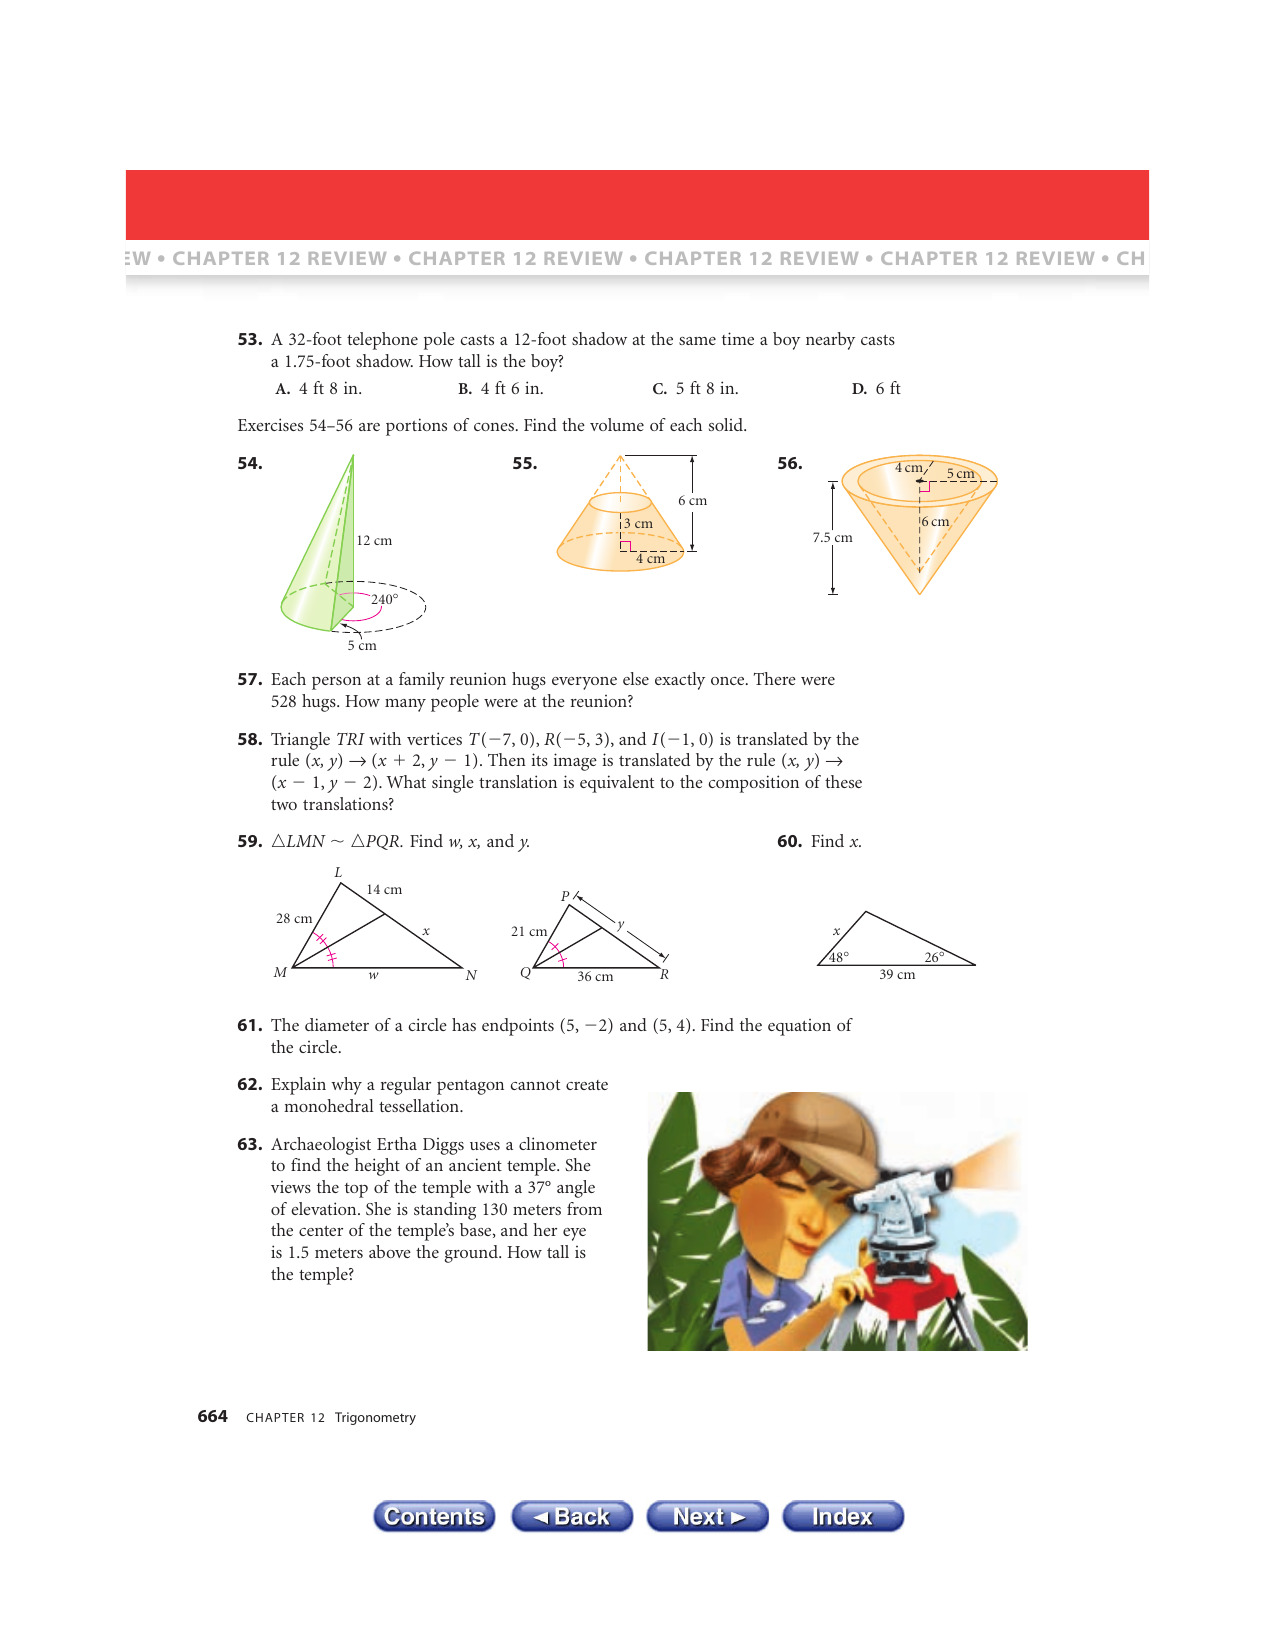 EW • CHAPTER 12 REVIEW • CHAPTER 12 REVIEW • CHAPTER 12 REVIEW • CHAPTER 12 REVIEW • CH
53. A 32-foot telephone pole casts a 12-foot shadow at the same time a boy nearby casts
a 1.75-foot shadow. How tall is the boy?
A. 4 ft 8 in. B. 4 ft 6 in. C. 5 ft 8 in. D. 6 ft
Exercises 54–56 are portions of cones. Find the volume of each solid.
54.
12 cm
240°
5 cm
55.
6 cm
3 cm
4 cm
56.
4 cm
5 cm
6 cm
7.5 cm
57. Each person at a family reunion hugs everyone else exactly once. There were
528 hugs. How many people were at the reunion?
58. Triangle TRI with vertices T(−7, 0), R(−5, 3), and I(−1, 0) is translated by the
rule (x, y) → (x + 2, y − 1). Then its image is translated by the rule (x, y) →
(x − 1, y − 2). What single translation is equivalent to the composition of these
two translations?
59. △LMN ~ △PQR. Find w, x, and y.
L
14 cm
28 cm
x
M
w
N
P
y
21 cm
Q
36 cm
R
60. Find x.
x
48°
26°
39 cm
61. The diameter of a circle has endpoints (5, −2) and (5, 4). Find the equation of
the circle.
62. Explain why a regular pentagon cannot create
a monohedral tessellation.
63. Archaeologist Ertha Diggs uses a clinometer
to find the height of an ancient temple. She
views the top of the temple with a 37° angle
of elevation. She is standing 130 meters from
the center of the temple's base, and her eye
is 1.5 meters above the ground. How tall is
the temple?
664 CHAPTER 12 Trigonometry
Contents ◄ Back Next ► Index